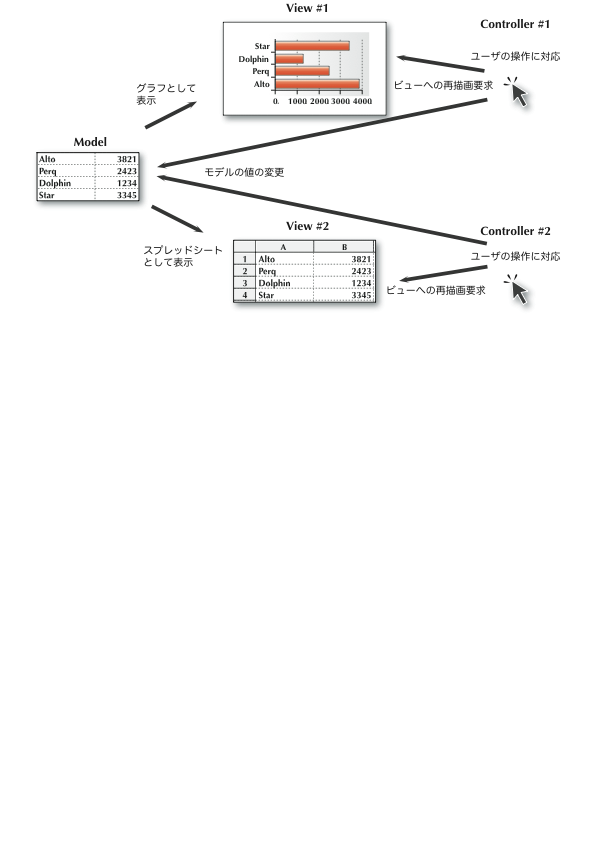 View #1
Controller #1
Star
Dolphin
Perq
Alto
0. 1000 2000 3000 4000
ユーザの操作に対応
ビューへの再描画要求
グラフとして
表示
Model
Alto 3821
Perq 2423
Dolphin 1234
Star 3345
モデルの値の変更
View #2
Controller #2
スプレッドシート
として表示
A B
1 Alto 3821
2 Perq 2423
3 Dolphin 1234
4 Star 3345
ユーザの操作に対応
ビューへの再描画要求